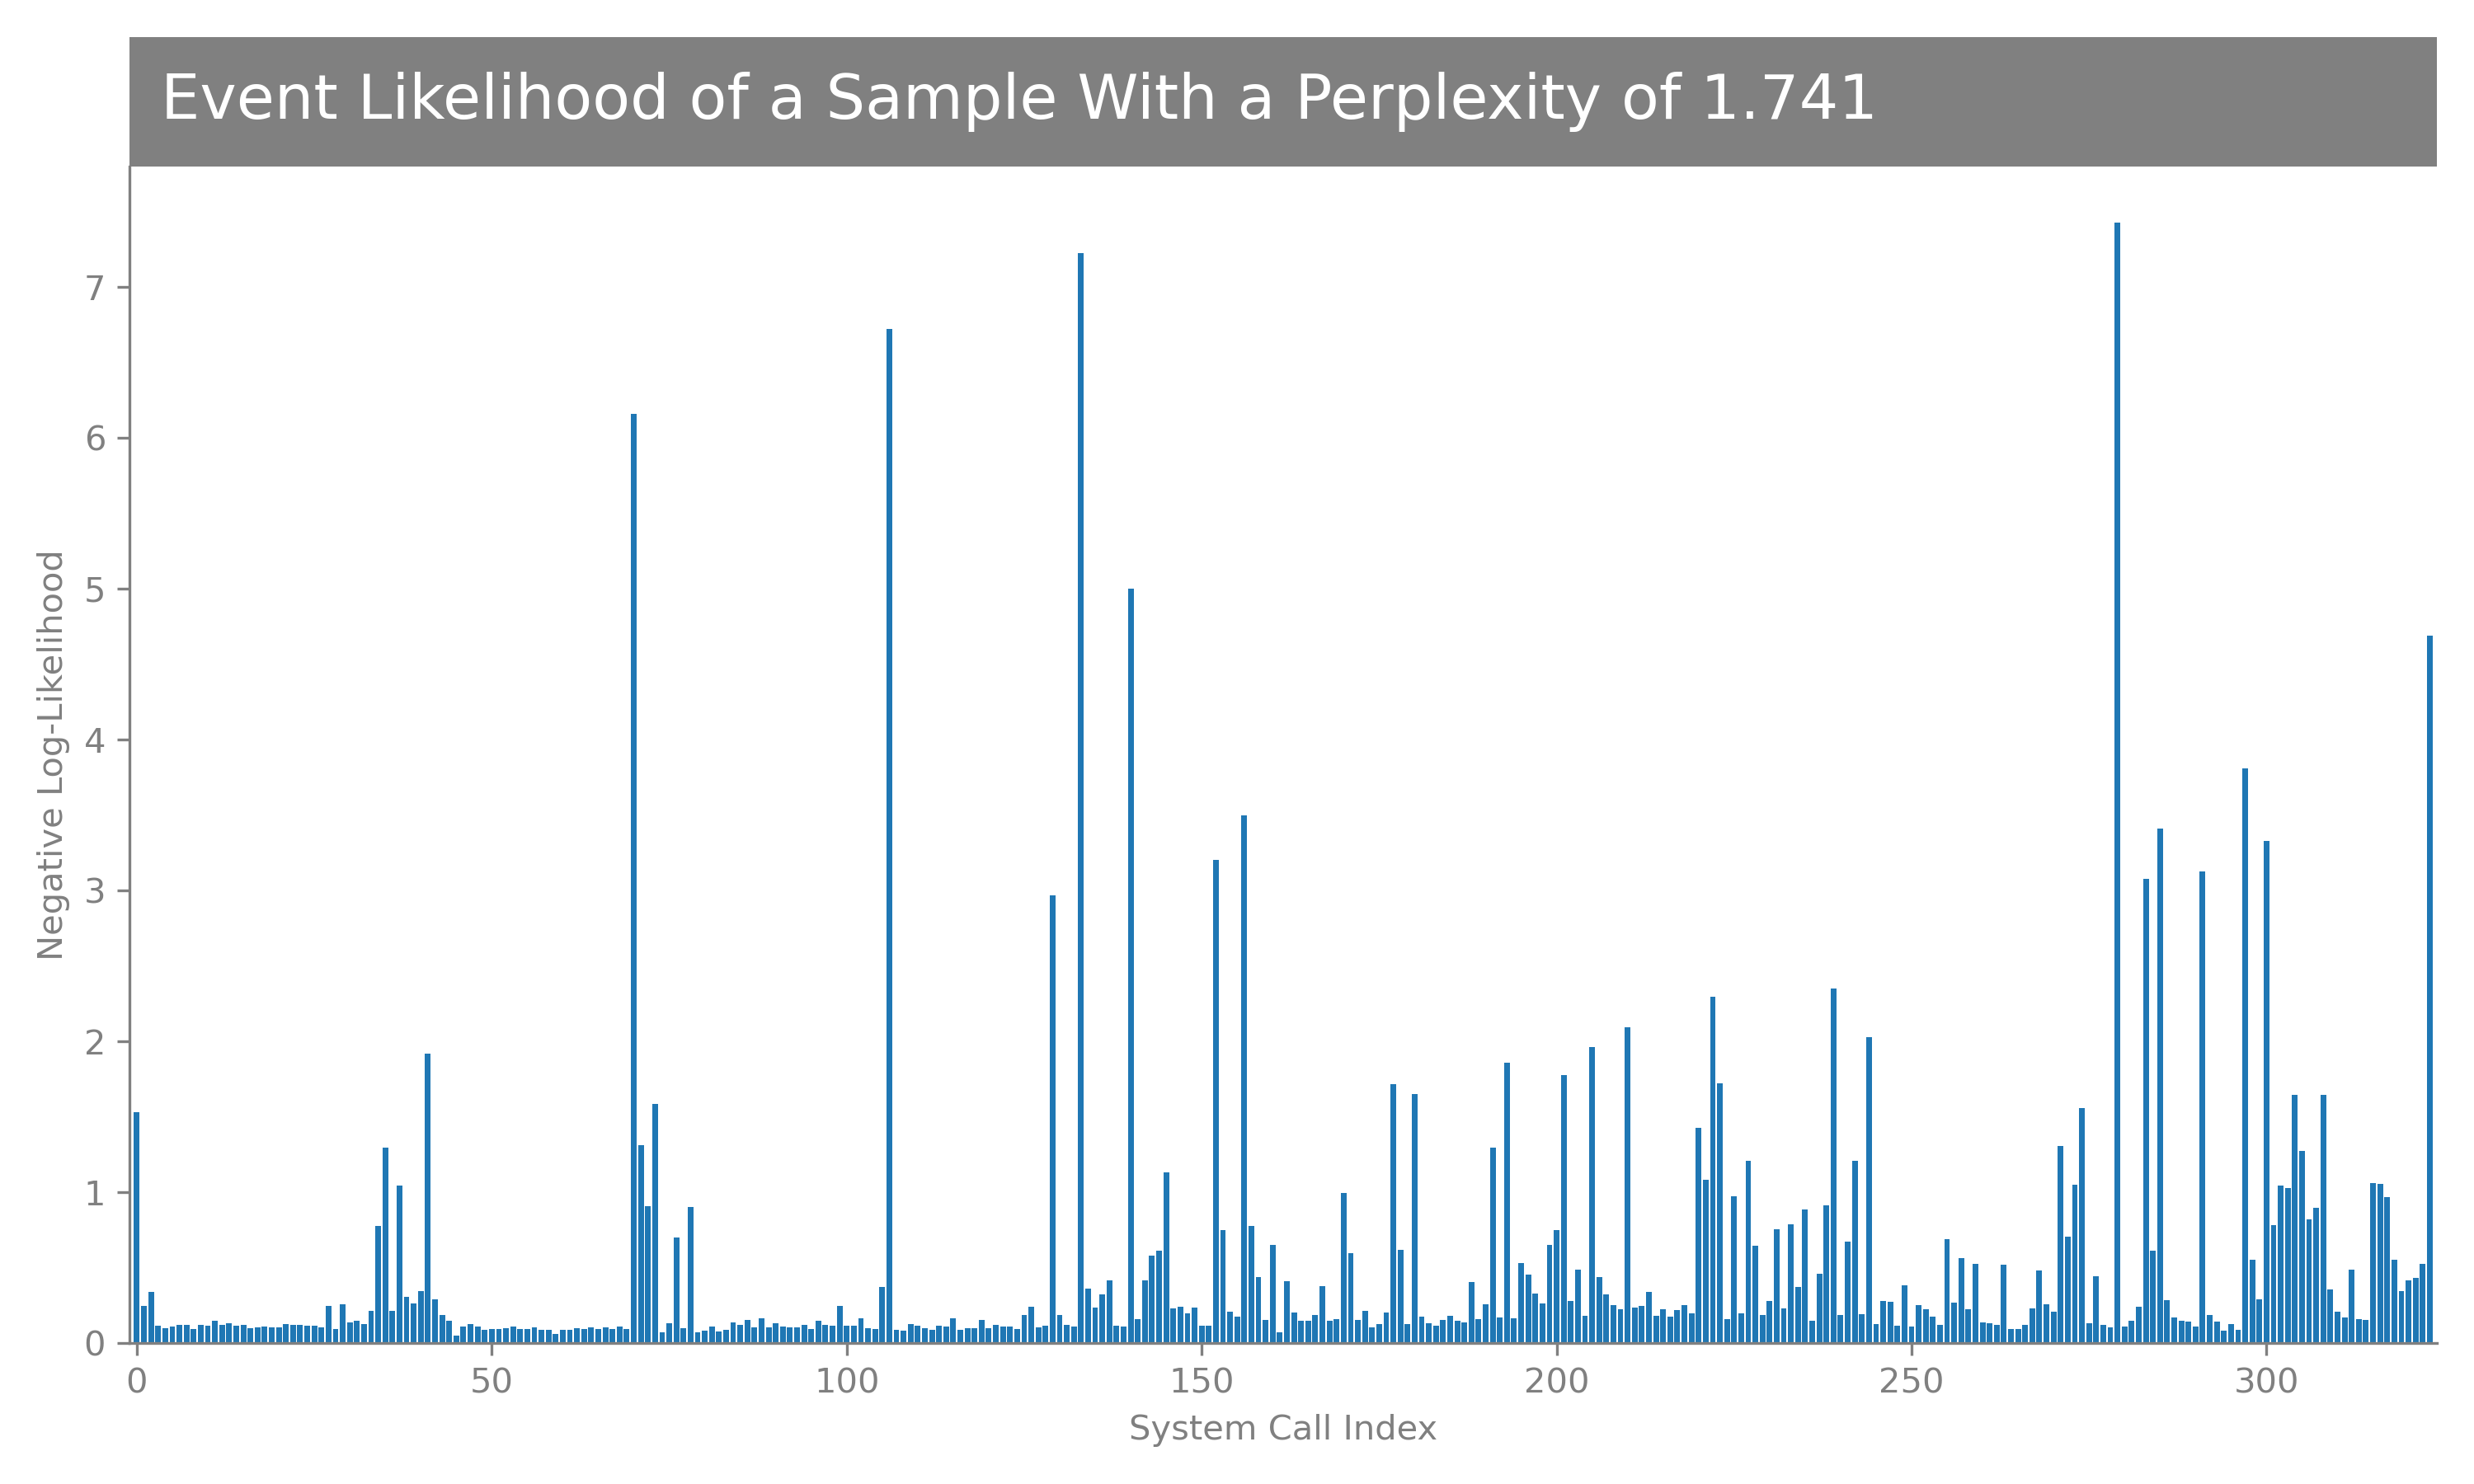 Event Likelihood of a Sample With a Perplexity of 1.741
7
6
5
4
3
2
1
0
Negative Log-Likelihood
0 50 100 150 200 250 300
System Call Index